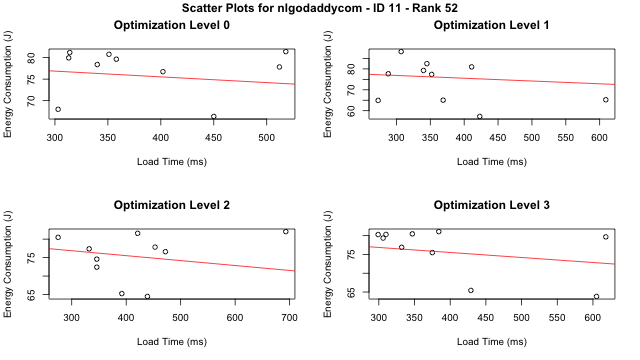 Scatter Plots for nlgodaddycom - ID 11 - Rank 52
Optimization Level 0
Energy Consumption (J)
70 75 80
300 350 400 450 500
Load Time (ms)
Optimization Level 1
Energy Consumption (J)
60 70 80
300 350 400 450 500 550 600
Load Time (ms)
Optimization Level 2
Energy Consumption (J)
65 75
300 400 500 600 700
Load Time (ms)
Optimization Level 3
Energy Consumption (J)
65 75
300 350 400 450 500 550 600
Load Time (ms)